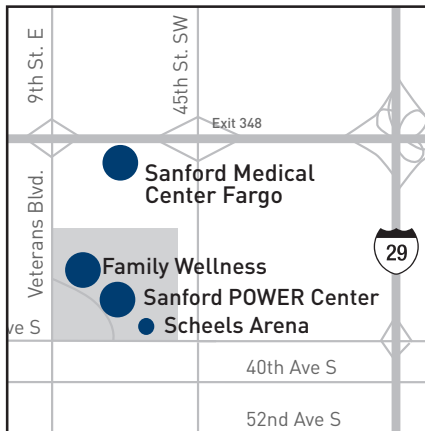 9th St. E
45th St. SW
Exit 348
Sanford Medical
Center Fargo
Veterans Blvd.
29
Family Wellness
Sanford POWER Center
Scheels Arena
ve S
40th Ave S
52nd Ave S